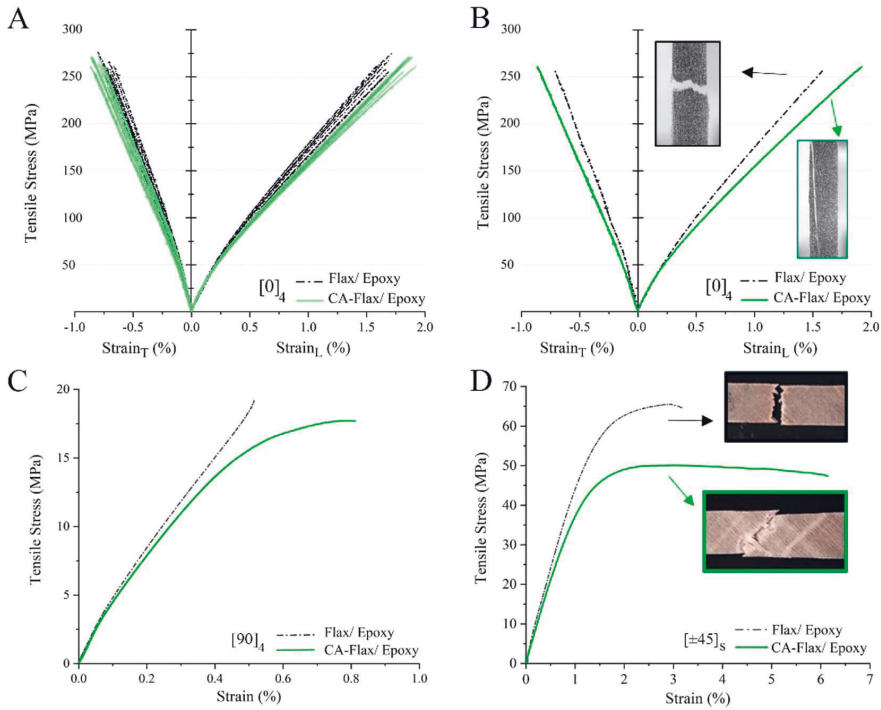 A
300
250
200
150
100
50
Tensile Stress (MPa)
[0]4
Flax/ Epoxy
CA-Flax/ Epoxy
-1.0 -0.5 0.0 0.5 1.0 1.5 2.0
StrainT (%) StrainL (%)
B
300
250
200
150
100
50
Tensile Stress (MPa)
[0]4
Flax/ Epoxy
CA-Flax/ Epoxy
-1.0 -0.5 0.0 0.5 1.0 1.5 2.0
StrainT (%) StrainL (%)
C
20
15
10
5
0
Tensile Stress (MPa)
[90]4
Flax/ Epoxy
CA-Flax/ Epoxy
0.0 0.2 0.4 0.6 0.8 1.0
Strain (%)
D
70
60
50
40
30
20
10
0
Tensile Stress (MPa)
[±45]s
Flax/ Epoxy
CA-Flax/ Epoxy
0 1 2 3 4 5 6 7
Strain (%)